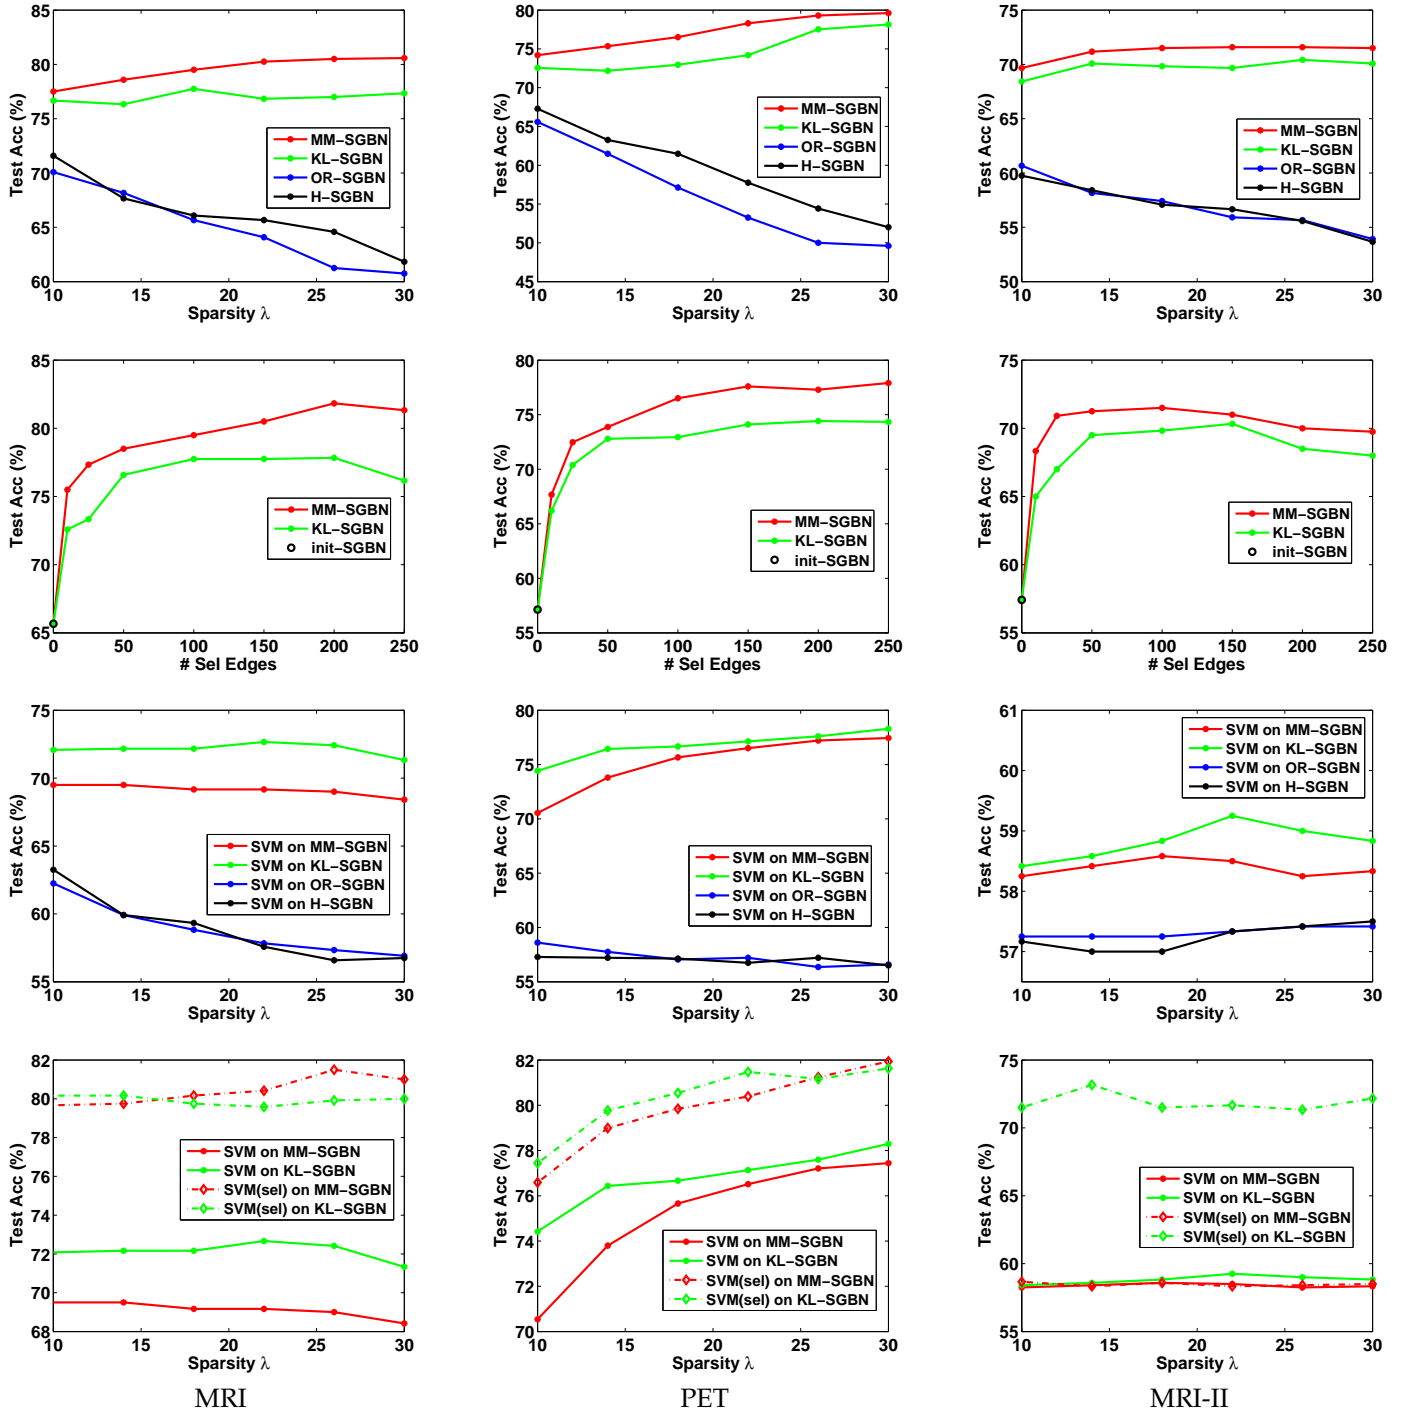 85
80
75
70
65
60
10
15
20
25
30
Test Acc (%)
Sparsity λ
MM−SGBN
KL−SGBN
OR−SGBN
H−SGBN
80
75
70
65
60
55
50
45
10
15
20
25
30
Test Acc (%)
Sparsity λ
MM−SGBN
KL−SGBN
OR−SGBN
H−SGBN
75
70
65
60
55
50
10
15
20
25
30
Test Acc (%)
Sparsity λ
MM−SGBN
KL−SGBN
OR−SGBN
H−SGBN
85
80
75
70
65
0
50
100
150
200
250
Test Acc (%)
# Sel Edges
MM−SGBN
KL−SGBN
init−SGBN
80
75
70
65
60
55
0
50
100
150
200
250
Test Acc (%)
# Sel Edges
MM−SGBN
KL−SGBN
init−SGBN
75
70
65
60
55
0
50
100
150
200
250
Test Acc (%)
# Sel Edges
MM−SGBN
KL−SGBN
init−SGBN
75
70
65
60
55
10
15
20
25
30
Test Acc (%)
Sparsity λ
SVM on MM−SGBN
SVM on KL−SGBN
SVM on OR−SGBN
SVM on H−SGBN
80
75
70
65
60
55
10
15
20
25
30
Test Acc (%)
Sparsity λ
SVM on MM−SGBN
SVM on KL−SGBN
SVM on OR−SGBN
SVM on H−SGBN
61
60
59
58
57
10
15
20
25
30
Test Acc (%)
Sparsity λ
SVM on MM−SGBN
SVM on KL−SGBN
SVM on OR−SGBN
SVM on H−SGBN
82
80
78
76
74
72
70
68
10
15
20
25
30
Test Acc (%)
Sparsity λ
SVM on MM−SGBN
SVM on KL−SGBN
SVM(sel) on MM−SGBN
SVM(sel) on KL−SGBN
MRI
82
80
78
76
74
72
70
10
15
20
25
30
Test Acc (%)
Sparsity λ
SVM on MM−SGBN
SVM on KL−SGBN
SVM(sel) on MM−SGBN
SVM(sel) on KL−SGBN
PET
75
70
65
60
55
10
15
20
25
30
Test Acc (%)
Sparsity λ
SVM on MM−SGBN
SVM on KL−SGBN
SVM(sel) on MM−SGBN
SVM(sel) on KL−SGBN
MRI-II